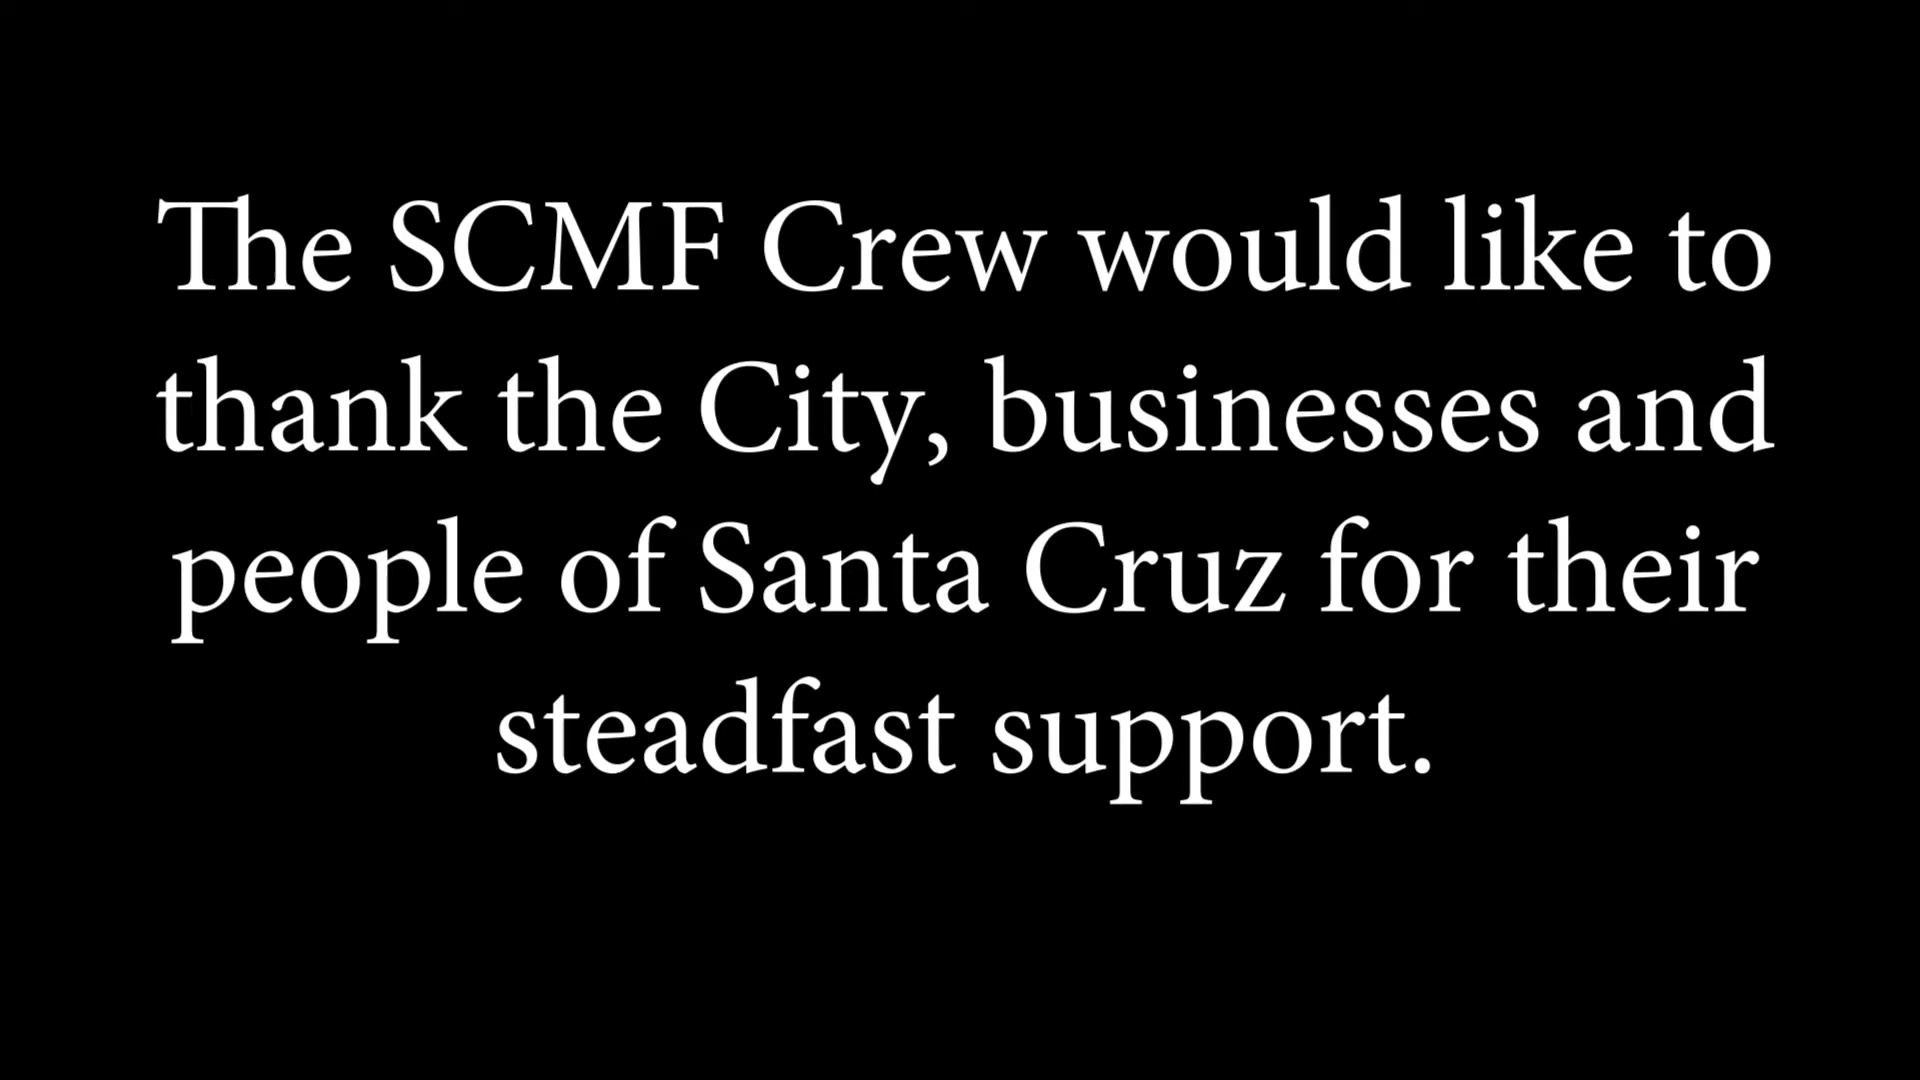 The SCMF Crew would like to
thank the City, businesses and
people of Santa Cruz for their
steadfast support.